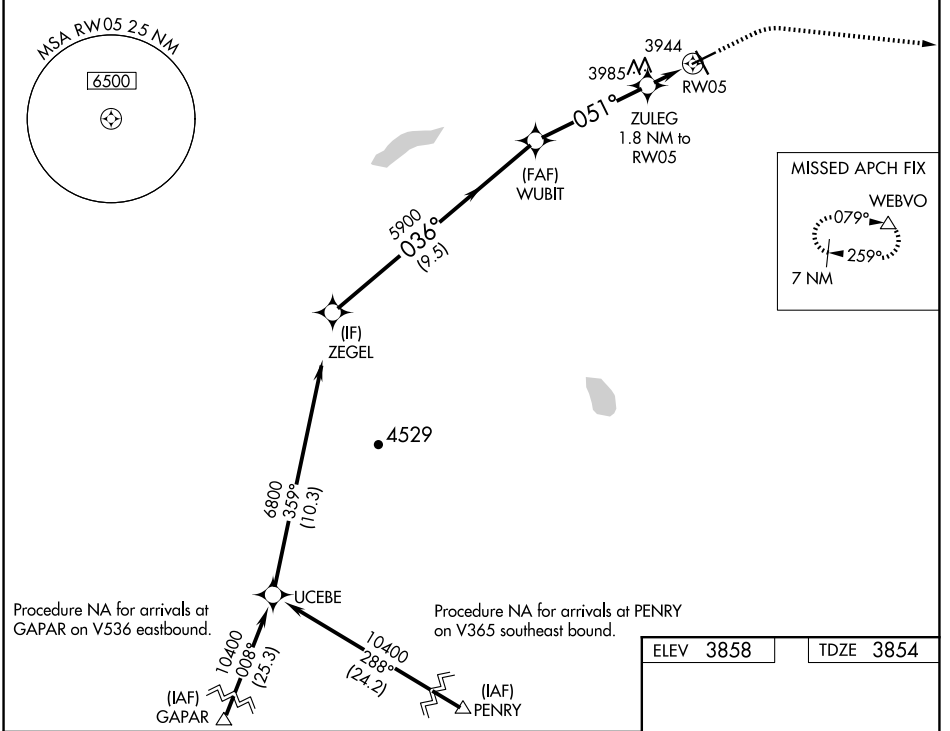 MSA RW05 25 NM
6500
3985
3944
RW05
051°
ZULEG
1.8 NM to
RW05
(FAF)
WUBIT
MISSED APCH FIX
WEBVO
079°
259°
7 NM
5900
036°
(9.5)
(IF)
ZEGEL
4529
6800
359°
(10.3)
UCEBE
Procedure NA for arrivals at
GAPAR on V536 eastbound.
Procedure NA for arrivals at PENRY
on V365 southeast bound.
10400
008°
(25.3)
10400
288°
(24.2)
(IAF)
GAPAR
(IAF)
PENRY
ELEV 3858
TDZE 3854